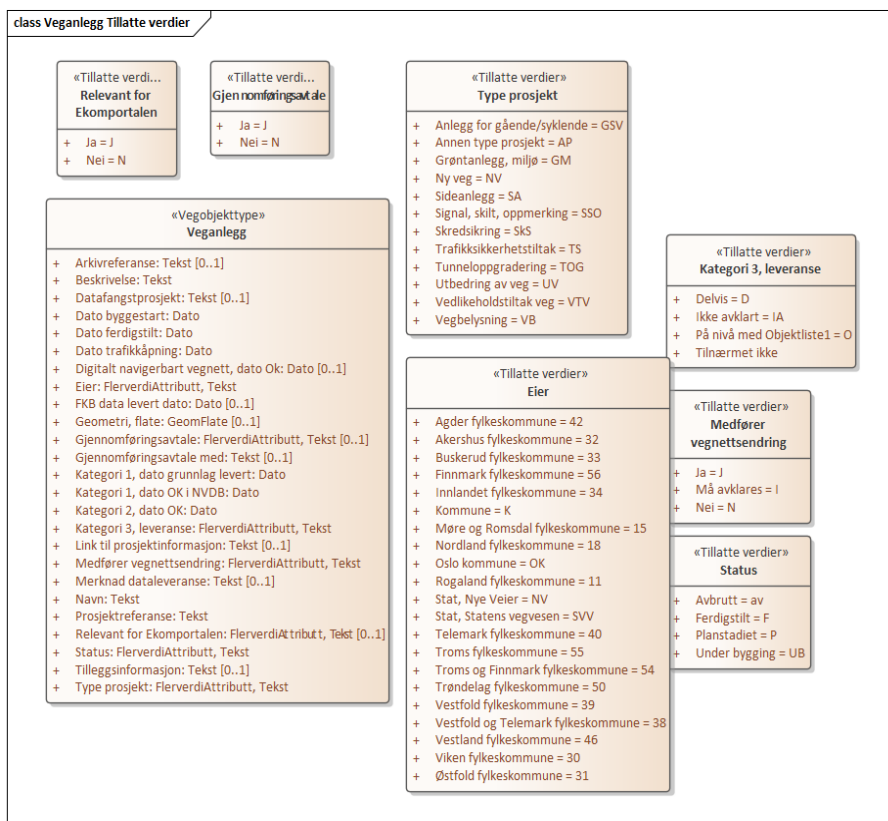 class Veganlegg Tillatte verdier
«Tillatte verdi...
Relevant for
Ekomportalen
+ Ja = J
+ Nei = N
«Tillatte verdi...
Gjennomføringsavtale
+ Ja = J
+ Nei = N
«Tillatte verdier»
Type prosjekt
+ Anlegg for gående/syklende = GSV
+ Annen type prosjekt = AP
+ Grøntanlegg, miljø = GM
+ Ny veg = NV
+ Sideanlegg = SA
+ Signal, skilt, oppmerking = SSO
+ Skredsikring = SkS
+ Trafikksikkerhetstiltak = TS
+ Tunneloppgradering = TOG
+ Utbedring av veg = UV
+ Vedlikeholdstiltak veg = VTV
+ Vegbelysning = VB
«Vegobjekttype»
Veganlegg
+ Arkivreferanse: Tekst [0..1]
+ Beskrivelse: Tekst
+ Datafangstprosjekt: Tekst [0..1]
+ Dato byggestart: Dato
+ Dato ferdigstilt: Dato
+ Dato trafikkåpning: Dato
+ Digitalt navigerbart vegnett, dato Ok: Dato [0..1]
+ Eier: FlerverdiAttributt, Tekst
+ FKB data levert dato: Dato [0..1]
+ Geometri, flate: GeomFlate [0..1]
+ Gjennomføringsavtale: FlerverdiAttributt, Tekst [0..1]
+ Gjennomføringsavtale med: Tekst [0..1]
+ Kategori 1, dato grunnlag levert: Dato
+ Kategori 1, dato OK i NVDB: Dato
+ Kategori 2, dato OK: Dato
+ Kategori 3, leveranse: FlerverdiAttributt, Tekst
+ Link til prosjektinformasjon: Tekst [0..1]
+ Medfører vegnettsendring: FlerverdiAttributt, Tekst
+ Merknad dataleveranse: Tekst [0..1]
+ Navn: Tekst
+ Prosjektreferanse: Tekst
+ Relevant for Ekomportalen: FlerverdiAttributt, Tekst [0..1]
+ Status: FlerverdiAttributt, Tekst
+ Tilleggsinformasjon: Tekst [0..1]
+ Type prosjekt: FlerverdiAttributt, Tekst
«Tillatte verdier»
Kategori 3, leveranse
+ Delvis = D
+ Ikke avklart = IA
+ På nivå med Objektliste1 = O
+ Tilnærmet ikke
«Tillatte verdier»
Eier
+ Agder fylkeskommune = 42
+ Akershus fylkeskommune = 32
+ Buskerud fylkeskommune = 33
+ Finnmark fylkeskommune = 56
+ Innlandet fylkeskommune = 34
+ Kommune = K
+ Møre og Romsdal fylkeskommune = 15
+ Nordland fylkeskommune = 18
+ Oslo kommune = OK
+ Rogaland fylkeskommune = 11
+ Stat, Nye Veier = NV
+ Stat, Statens vegvesen = SVV
+ Telemark fylkeskommune = 40
+ Troms fylkeskommune = 55
+ Troms og Finnmark fylkeskommune = 54
+ Trøndelag fylkeskommune = 50
+ Vestfold fylkeskommune = 39
+ Vestfold og Telemark fylkeskommune = 38
+ Vestland fylkeskommune = 46
+ Viken fylkeskommune = 30
+ Østfold fylkeskommune = 31
«Tillatte verdier»
Medfører
vegnettsendring
+ Ja = J
+ Må avklares = I
+ Nei = N
«Tillatte verdier»
Status
+ Avbrutt = av
+ Ferdigstilt = F
+ Planstadiet = P
+ Under bygging = UB